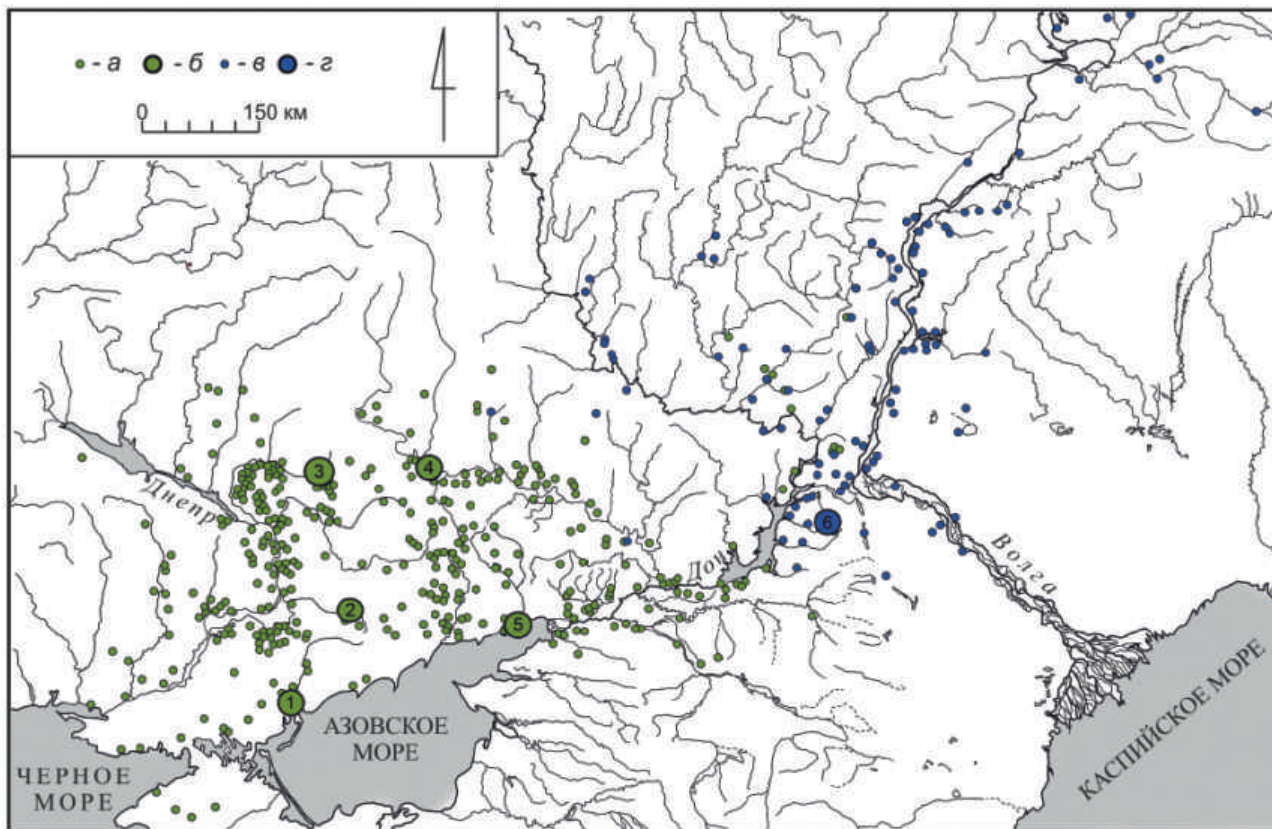 - а - б - в - г
0 150 км
3
4
Днепр
6
Дон
Волга
2
5
1
АЗОВСКОЕ
МОРЕ
ЧЕРНОЕ
МОРЕ
КАСПИЙСКОЕ МОРЕ